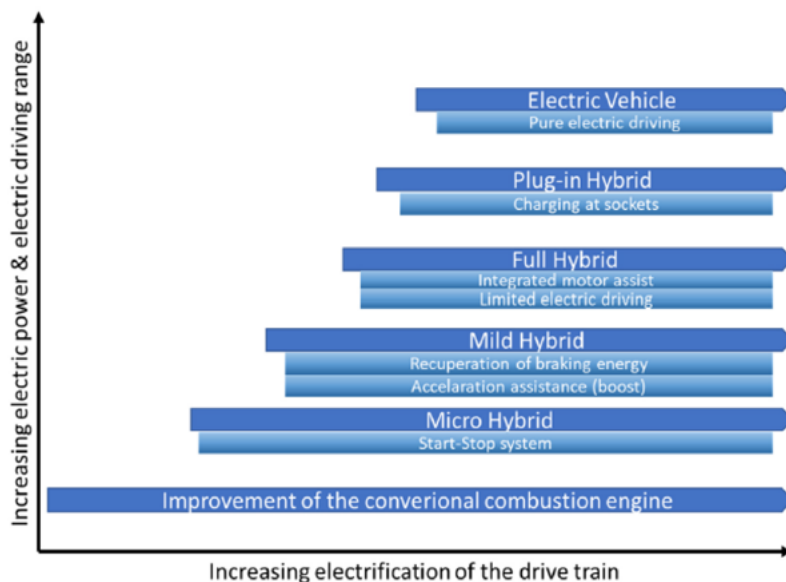 Increasing electric power & electric driving range
Electric Vehicle
Pure electric driving
Plug-in Hybrid
Charging at sockets
Full Hybrid
Integrated motor assist
Limited electric driving
Mild Hybrid
Recuperation of braking energy
Accelaration assistance (boost)
Micro Hybrid
Start-Stop system
Improvement of the converional combustion engine
Increasing electrification of the drive train